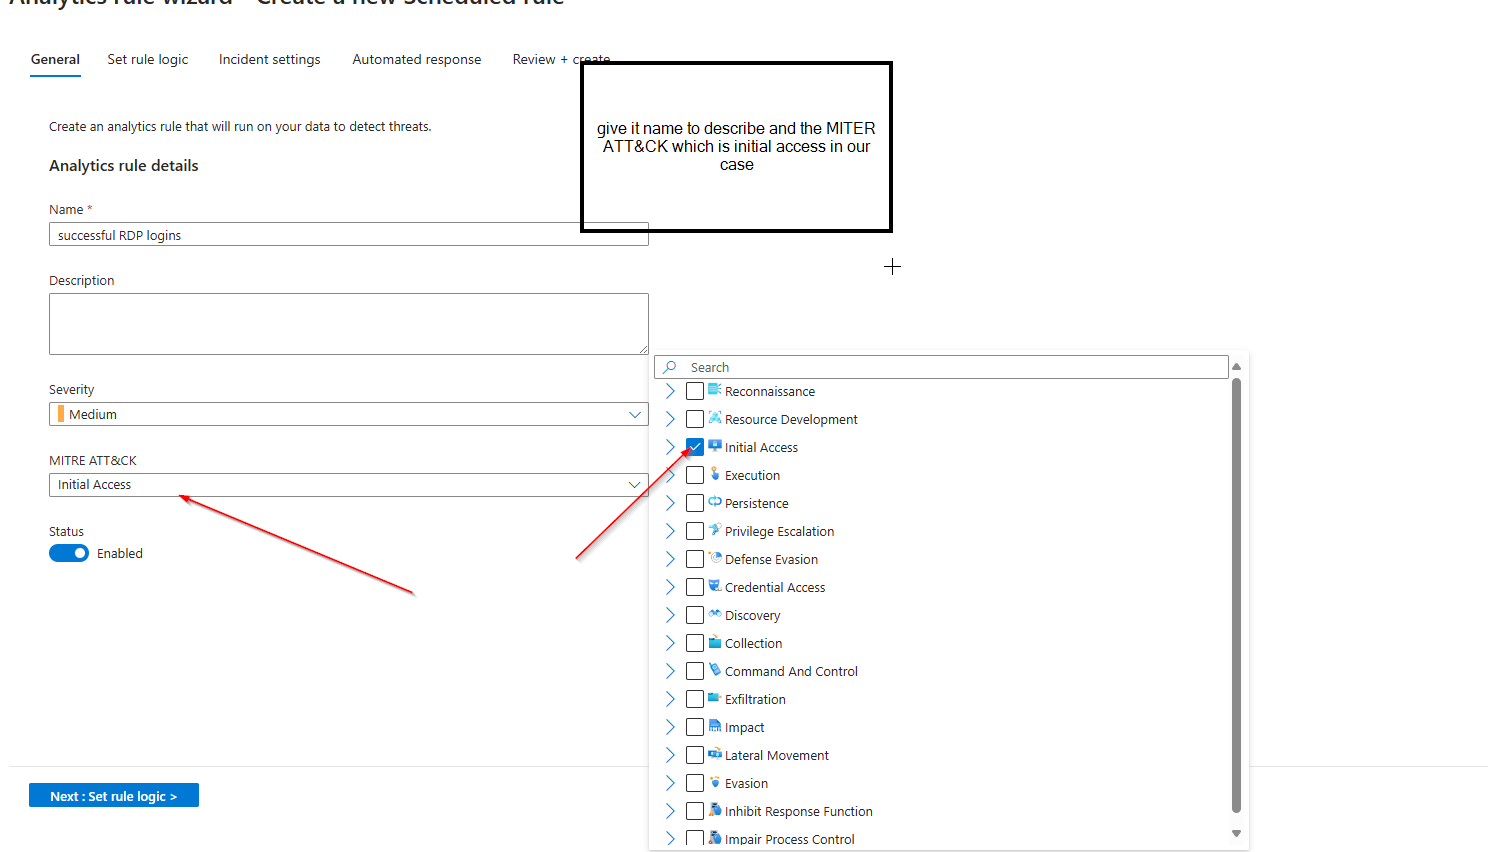 Analytics rule wizard - Create a new Scheduled rule
General Set rule logic Incident settings Automated response Review + create
give it name to describe and the MITER
ATT&CK which is initial access in our
case
Create an analytics rule that will run on your data to detect threats.
Analytics rule details
Name *
successful RDP logins
Description
Severity
Medium
MITRE ATT&CK
Initial Access
Status
Enabled
Search
Reconnaissance
Resource Development
Initial Access
Execution
Persistence
Privilege Escalation
Defense Evasion
Credential Access
Discovery
Collection
Command And Control
Exfiltration
Impact
Lateral Movement
Evasion
Inhibit Response Function
Impair Process Control
Next : Set rule logic >